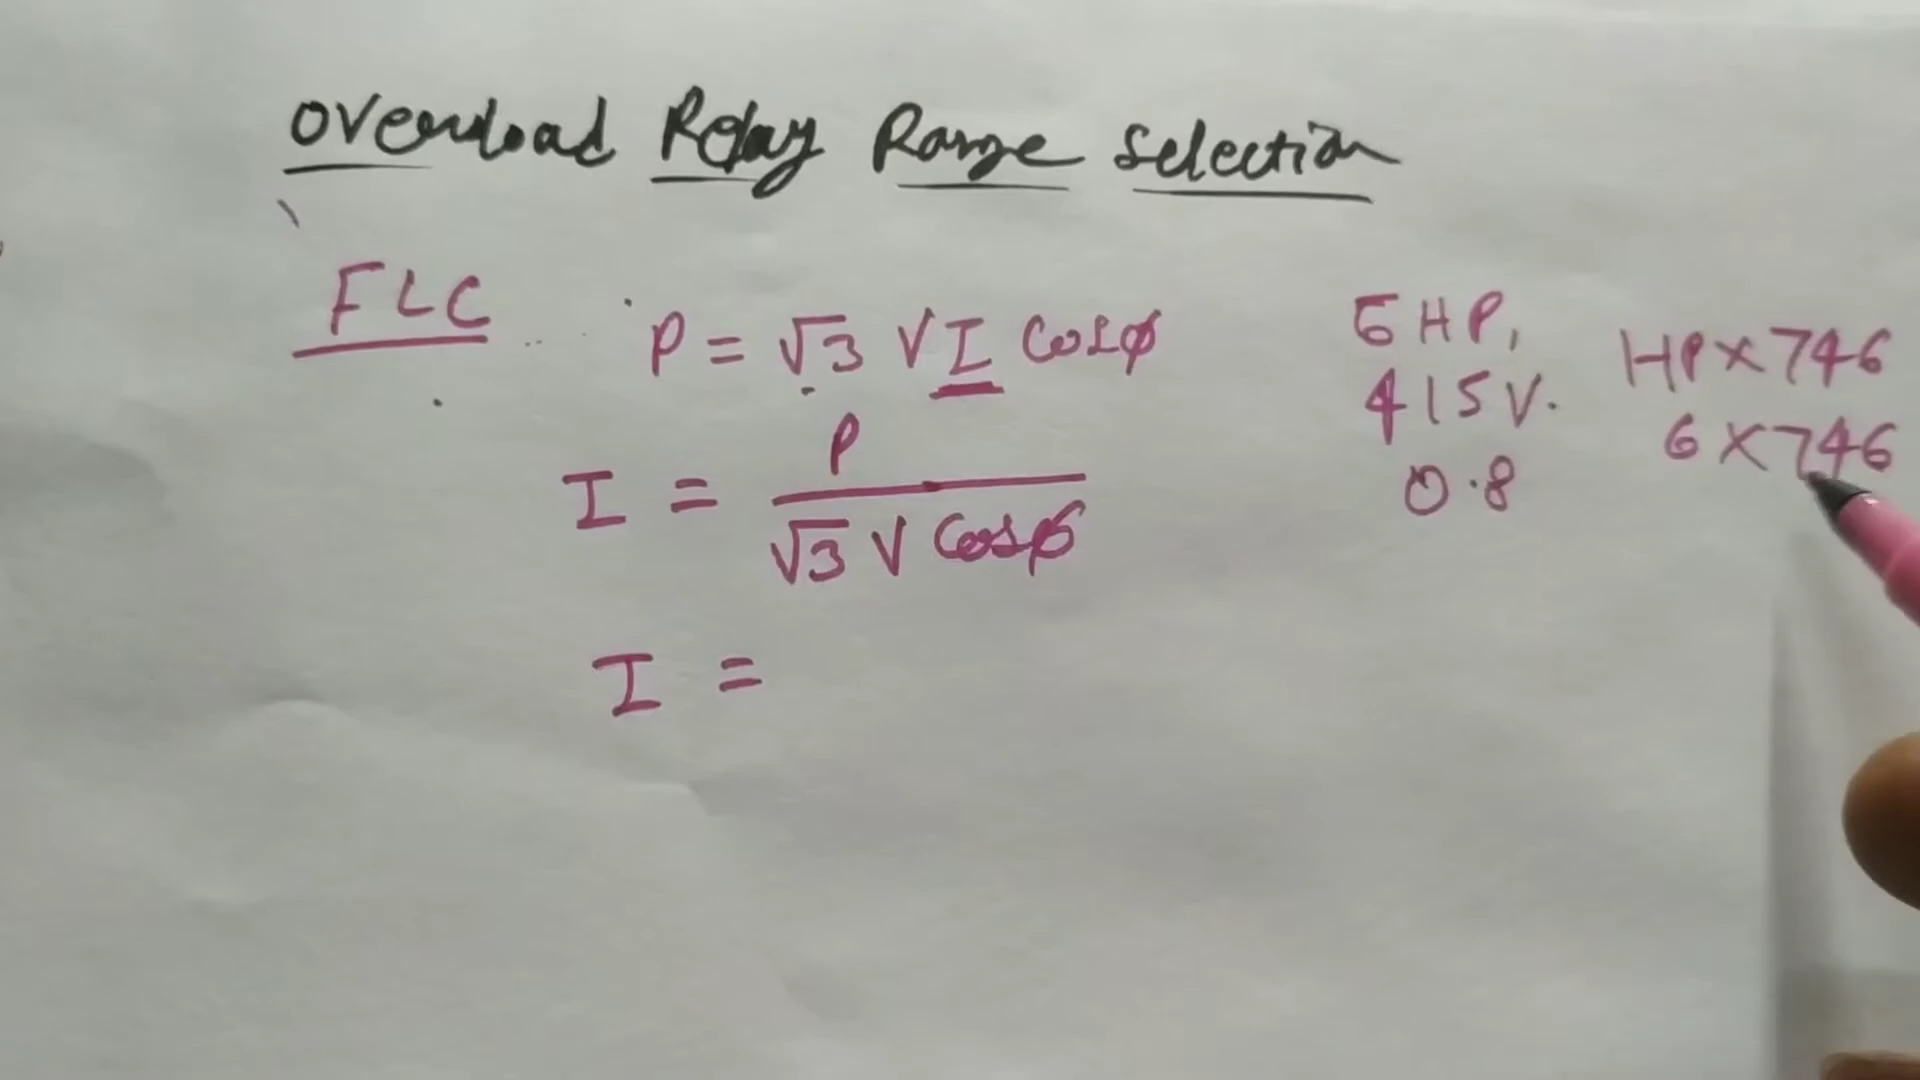 Overload Relay Range Selection
FLC
P = √3 V I Cosφ
I = P / √3 V Cosφ
I =
6 HP,
415 V.
0.8
HP X 746
6 X 746